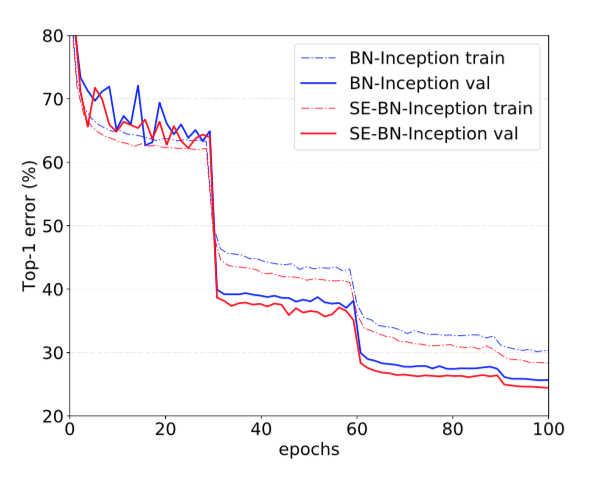 80
70
60
50
40
30
20
0
20
40
60
80
100
Top-1 error (%)
epochs
BN-Inception train
BN-Inception val
SE-BN-Inception train
SE-BN-Inception val